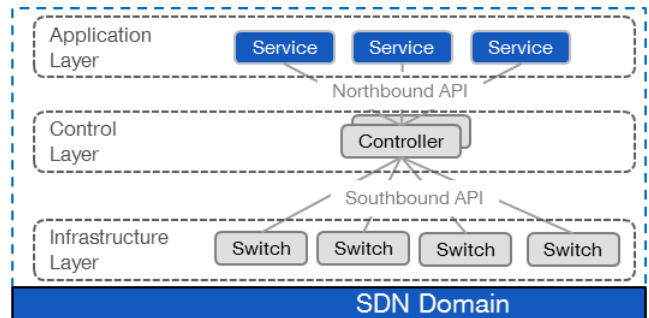 Application
Layer
Service Service Service
Northbound API
Control
Layer
Controller
Southbound API
Infrastructure
Layer
Switch Switch Switch Switch
SDN Domain